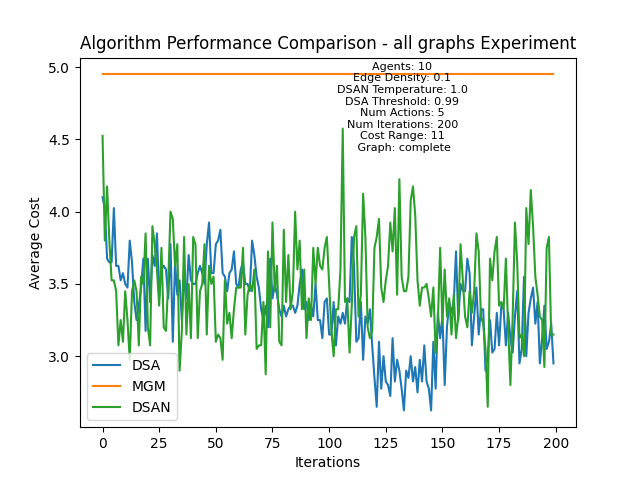 Algorithm Performance Comparison - all graphs Experiment
Agents: 10
Edge Density: 0.1
DSAN Temperature: 1.0
DSA Threshold: 0.99
Num Actions: 5
Num Iterations: 200
Cost Range: 11
Graph: complete
5.0
4.5
4.0
3.5
3.0
Average Cost
DSA
MGM
DSAN
0 25 50 75 100 125 150 175 200
Iterations